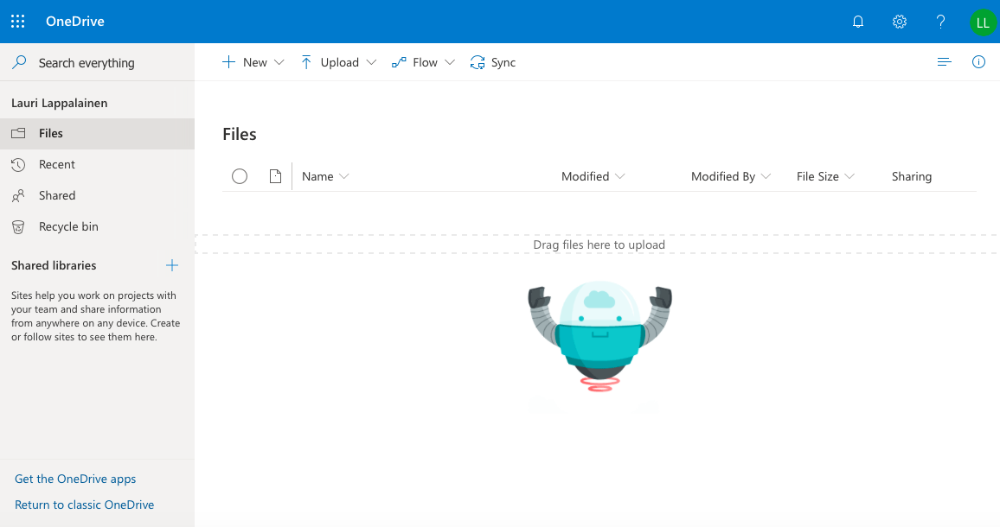 OneDrive
?
LL
Search everything
New
Upload
Flow
Sync
Lauri Lappalainen
Files
Recent
Shared
Recycle bin
Shared libraries
Sites help you work on projects with
your team and share information
from anywhere on any device. Create
or follow sites to see them here.
Get the OneDrive apps
Return to classic OneDrive
Files
Name
Modified
Modified By
File Size
Sharing
Drag files here to upload